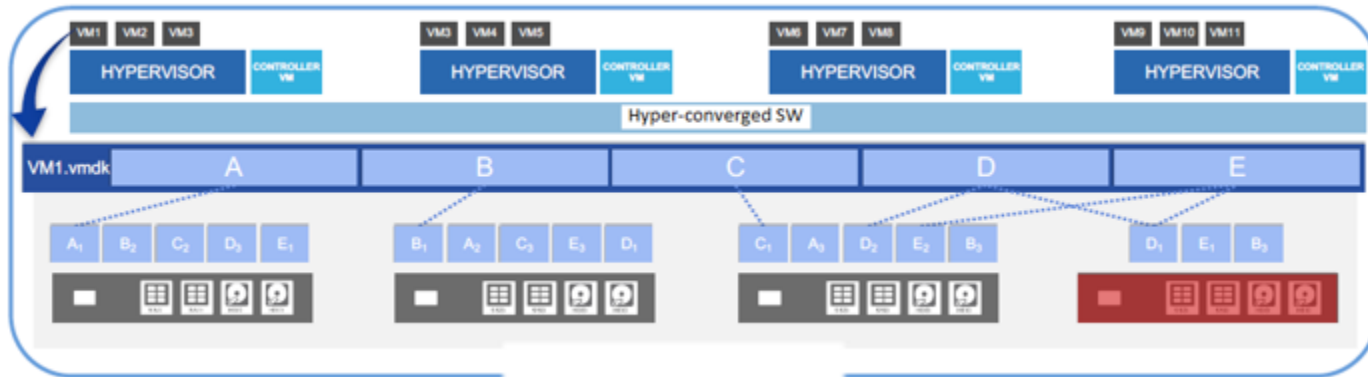 VM1 VM2 VM3 VM3 VM4 VM5 VM6 VM7 VM8 VM9 VM10 VM11
HYPERVISOR CONTROLLER VM HYPERVISOR CONTROLLER VM HYPERVISOR CONTROLLER VM HYPERVISOR CONTROLLER VM
Hyper-converged SW
VM1.vmdk A B C D E
A1 B2 C2 D3 E1 B1 A2 C3 E3 D1 C1 A3 D2 E2 B3 D1 E1 B3